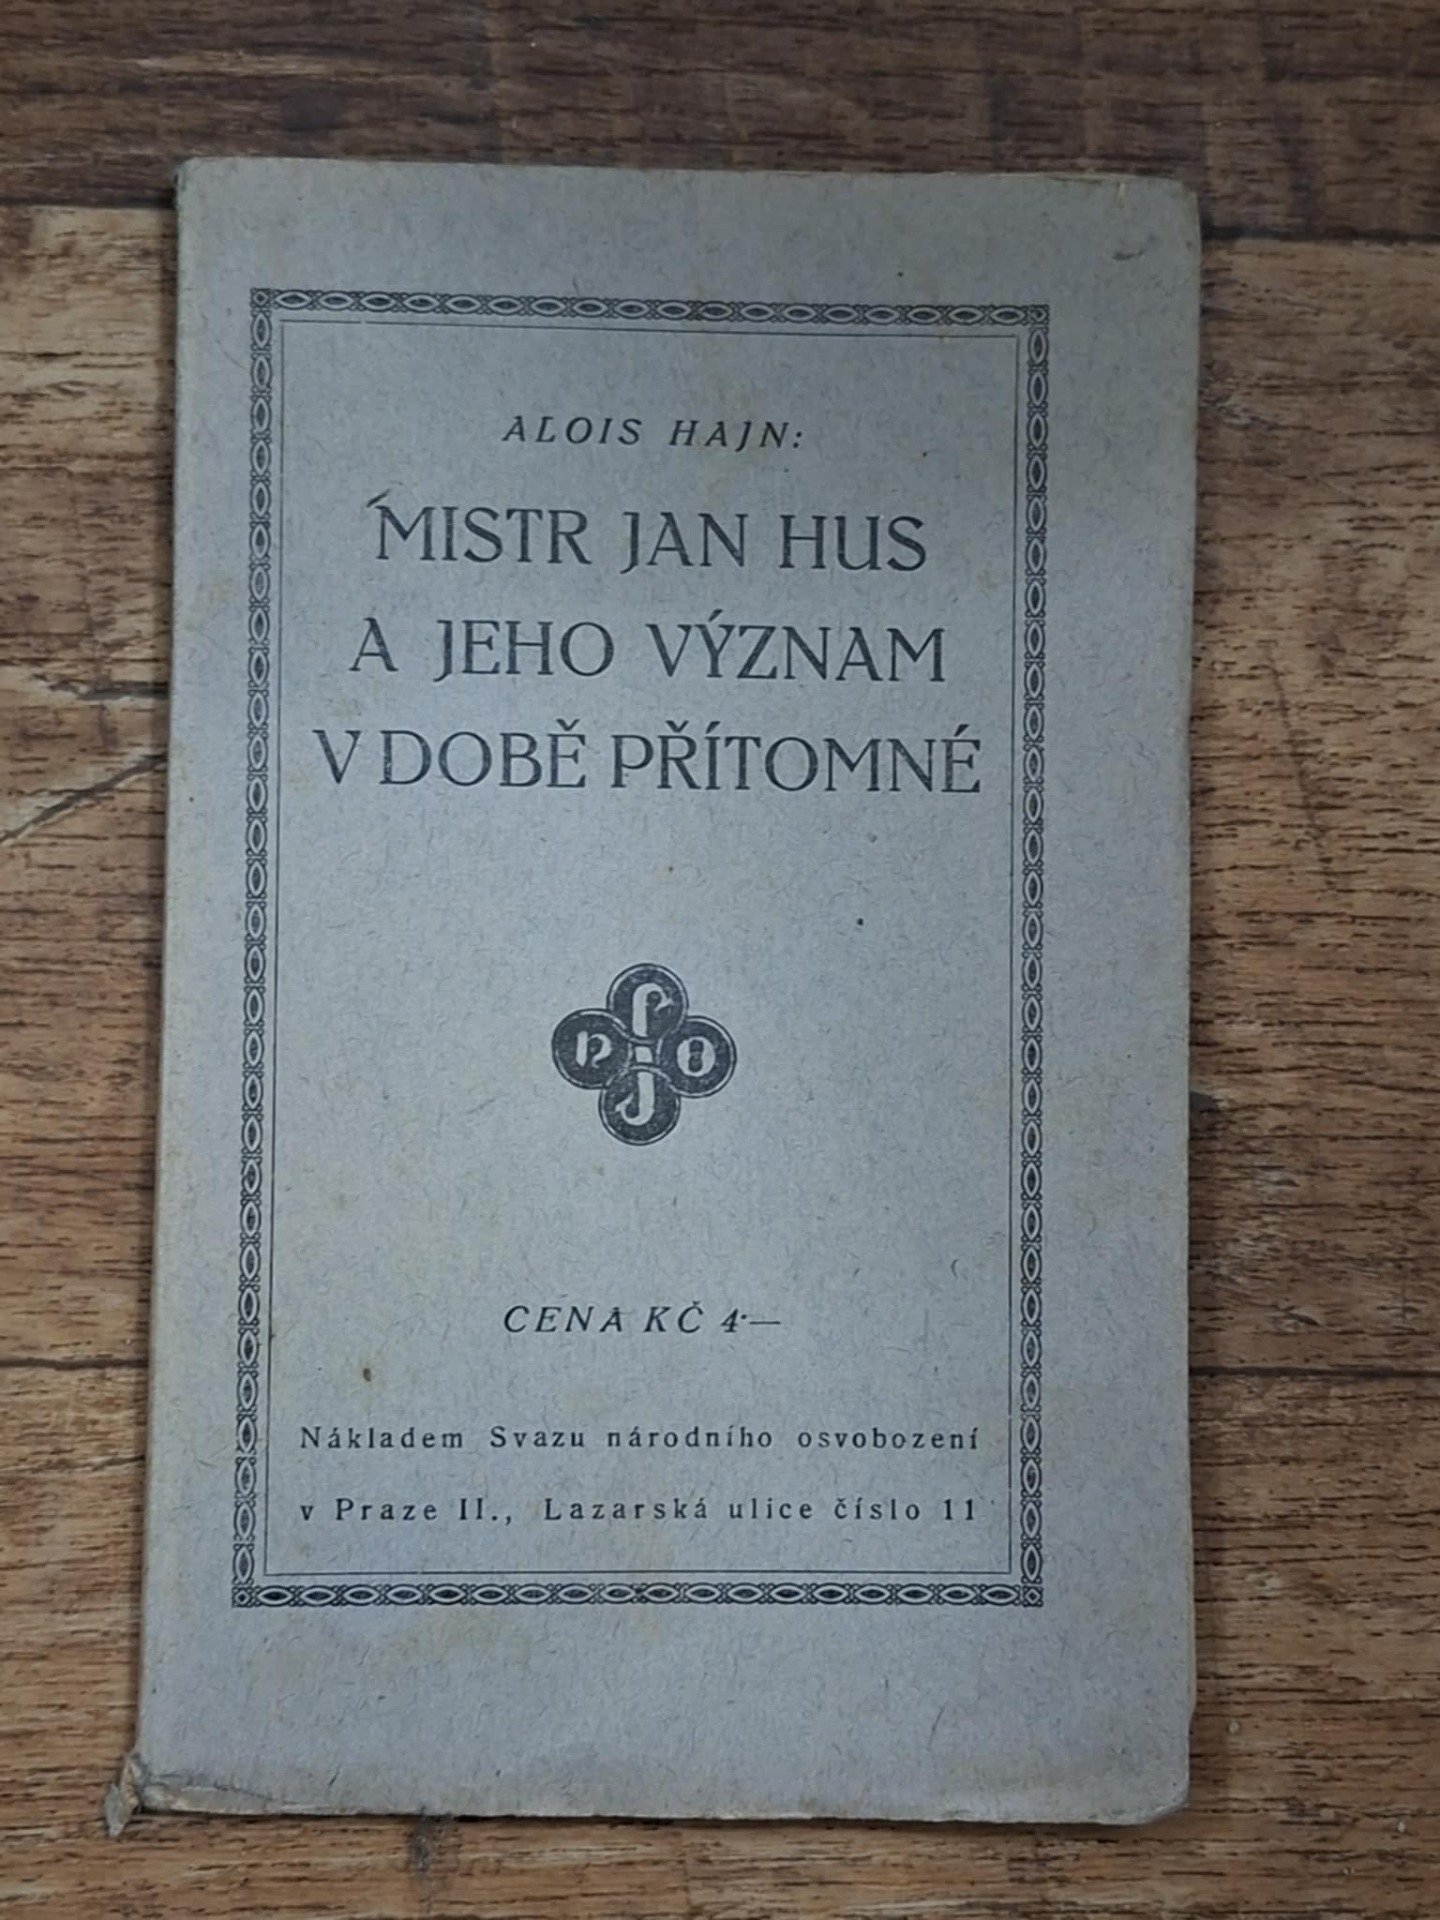 ALOIS HAJN:
MISTR JAN HUS
A JEHO VÝZNAM
V DOBĚ PŘÍTOMNÉ
CENA KČ 4·—
Nákladem Svazu národního osvobození
v Praze II., Lazarská ulice číslo 11